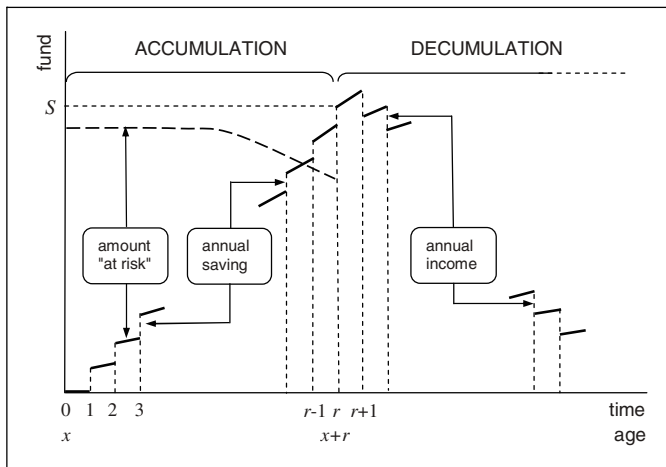 fund
ACCUMULATION DECUMULATION
S
amount
"at risk"
annual
saving
annual
income
0 1 2 3 r-1 r r+1 time
x x+r age